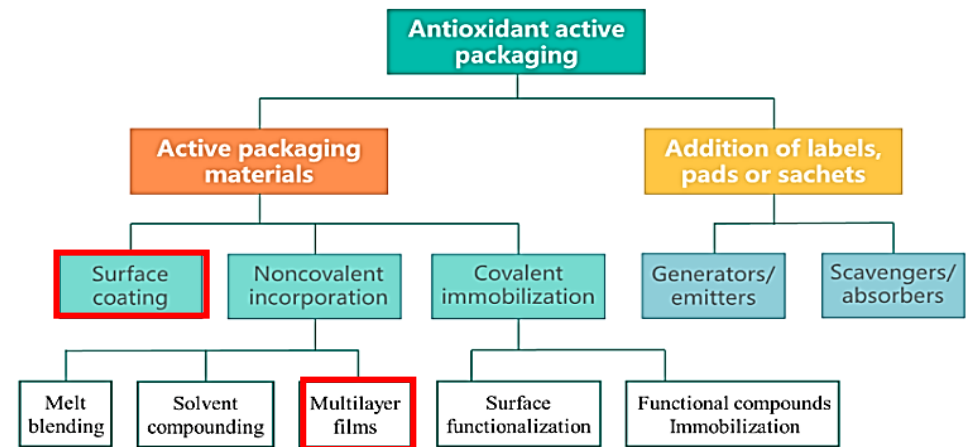 Antioxidant active
packaging
Active packaging
materials
Addition of labels,
pads or sachets
Surface
coating
Noncovalent
incorporation
Covalent
immobilization
Generators/
emitters
Scavengers/
absorbers
Melt
blending
Solvent
compounding
Multilayer
films
Surface
functionalization
Functional compounds
Immobilization